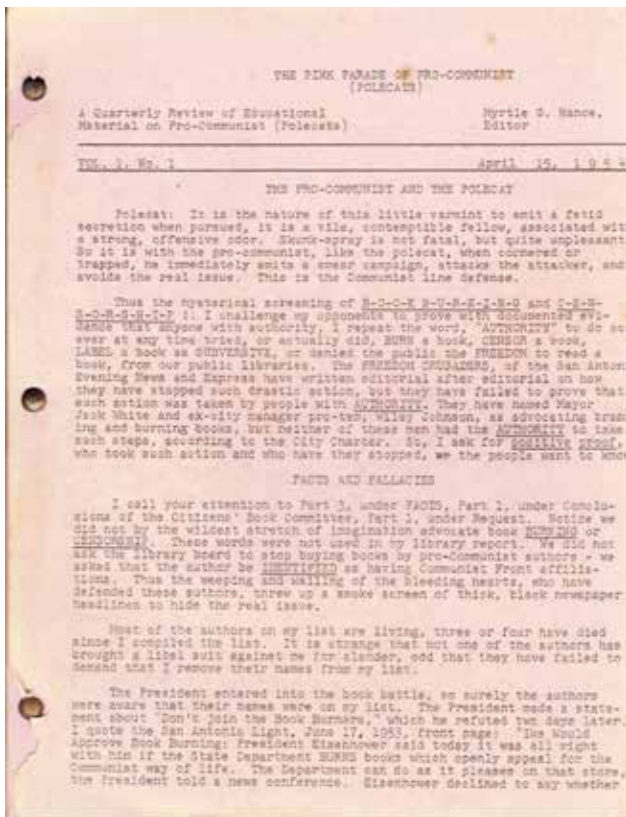 THE PINK PARADE OF PRO-COMMUNIST
(POLECATS)
A Quarterly Review of Educational Myrtle G. Hance,
Material on Pro-Communist (Polecats) Editor
VOL. 1. No. 1 April 15, 1 9 5 4
THE PRO-COMMUNIST AND THE POLECAT
Polecat: It is the nature of this little varmint to emit a fetid
secretion when pursued, it is a vile, contemptible fellow, associated with
a strong, offensive odor. Skunk-spray is not fatal, but quite unpleasant
So it is with the pro-communist, like the polecat, when cornered or
trapped, he immediately emits a smear campaign, attacks the attacker, and
avoids the real issue. This is the Communist line defense.
Thus the hysterical screaming of B-O-O-K B-U-R-N-I-N-G and C-E-N-
S-O-R-S-H-I-P ! I challenge my opponents to prove with documented evi-
dence that anyone with authority, I repeat the word, "AUTHORITY" to do so
ever at any time tried, or actually did, BURN a book, CENSOR a book,
LABEL a book as SUBVERSIVE, or denied the public the FREEDOM to read a
book, from our public libraries. The FREEDOM CRUSADERS, of the San Anton
Evening News and Express have written editorial after editorial on how
they have stopped such drastic action, but they have failed to prove that
such action was taken by people with AUTHORITY. They have named Mayor
Jack White and ex-city manager pro-tem, Wiley Johnson, as advocating bran
ing and burning books, but neither of these men had the AUTHORITY to take
such steps, according to the City Charter. So, I ask for positive proof,
who took such action and who have they stopped, we the people want to know
FACTS AND FALLACIES
I call your attention to Part 3, under FACTS, Part 1, under Conclu-
sions of the Citizens' Book Committee, Part 2, under Request. Notice we
did not by the wildest stretch of imagination advocate book BURNING or
CENSORSHIP. These words were not used in my library report. We did not
ask the library board to stop buying books by pro-Communist authors - we
asked that the author be IDENTIFIED as having Communist Front affilia-
tions. Thus the weeping and wailing of the bleeding hearts, who have
defended these authors, threw up a smoke screen of thick, black newspaper
headlines to hide the real issue.
Most of the authors on my list are living, three or four have died
since I compiled the list. It is strange that not one of the authors has
brought a libel suit against me for slander, odd that they have failed to
demand that I remove their names from my list.
The President entered into the book battle, so surely the authors
were aware that their names were on my list. The President made a state-
ment about "Don't join the Book Burners," which he refuted two days later.
I quote the San Antonio Light, June 17, 1953, front page: "Ike Would
Approve Book Burning: President Eisenhower said today it was all right
with him if the State Department BURNS books which openly appeal for the
Communist way of life. The Department can do as it pleases on that store,
the President told a news conference. Eisenhower declined to say whether